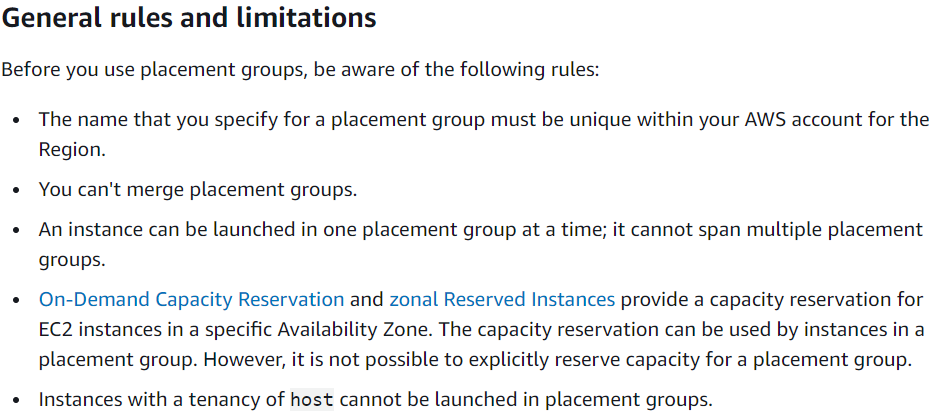 General rules and limitations
Before you use placement groups, be aware of the following rules:
• The name that you specify for a placement group must be unique within your AWS account for the
Region.
• You can't merge placement groups.
• An instance can be launched in one placement group at a time; it cannot span multiple placement
groups.
• On-Demand Capacity Reservation and zonal Reserved Instances provide a capacity reservation for
EC2 instances in a specific Availability Zone. The capacity reservation can be used by instances in a
placement group. However, it is not possible to explicitly reserve capacity for a placement group.
• Instances with a tenancy of host cannot be launched in placement groups.